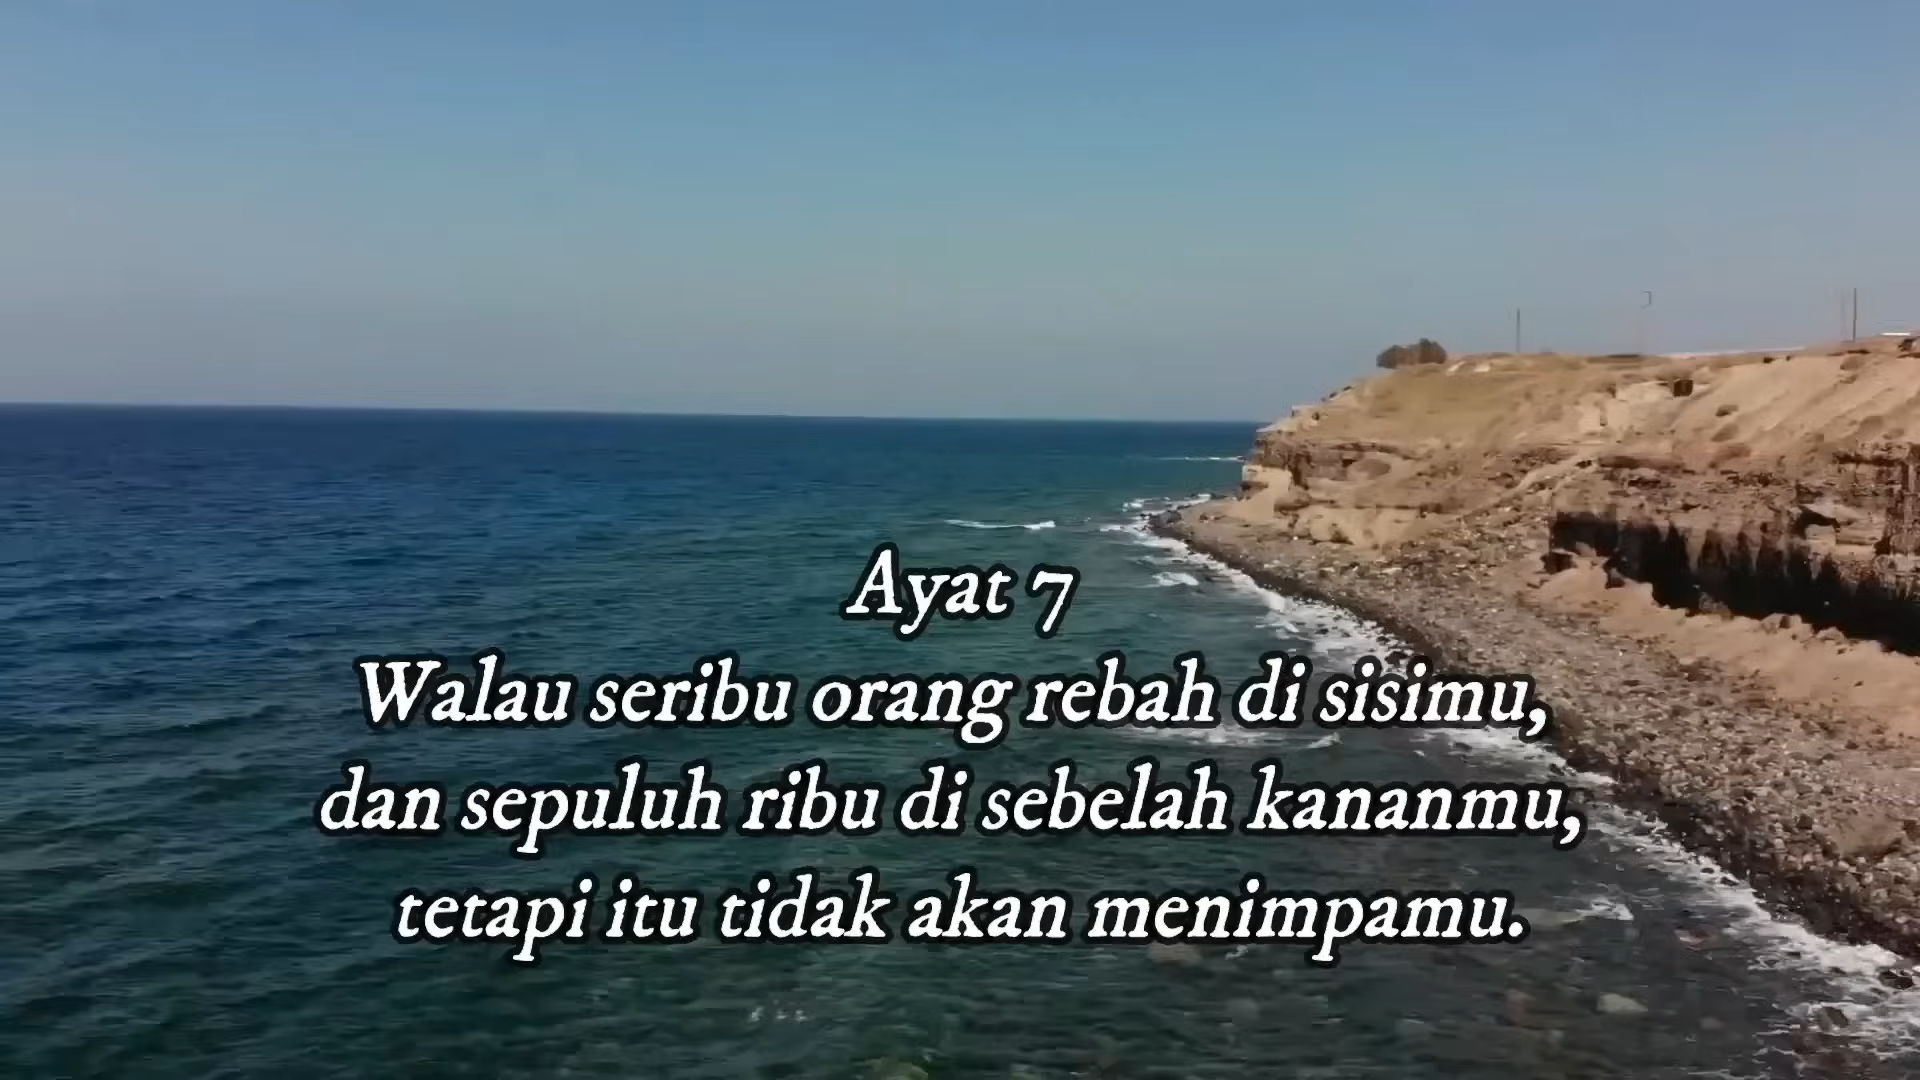 Ayat 7
Walau seribu orang rebah di sisimu,
dan sepuluh ribu di sebelah kananmu,
tetapi itu tidak akan menimpamu.